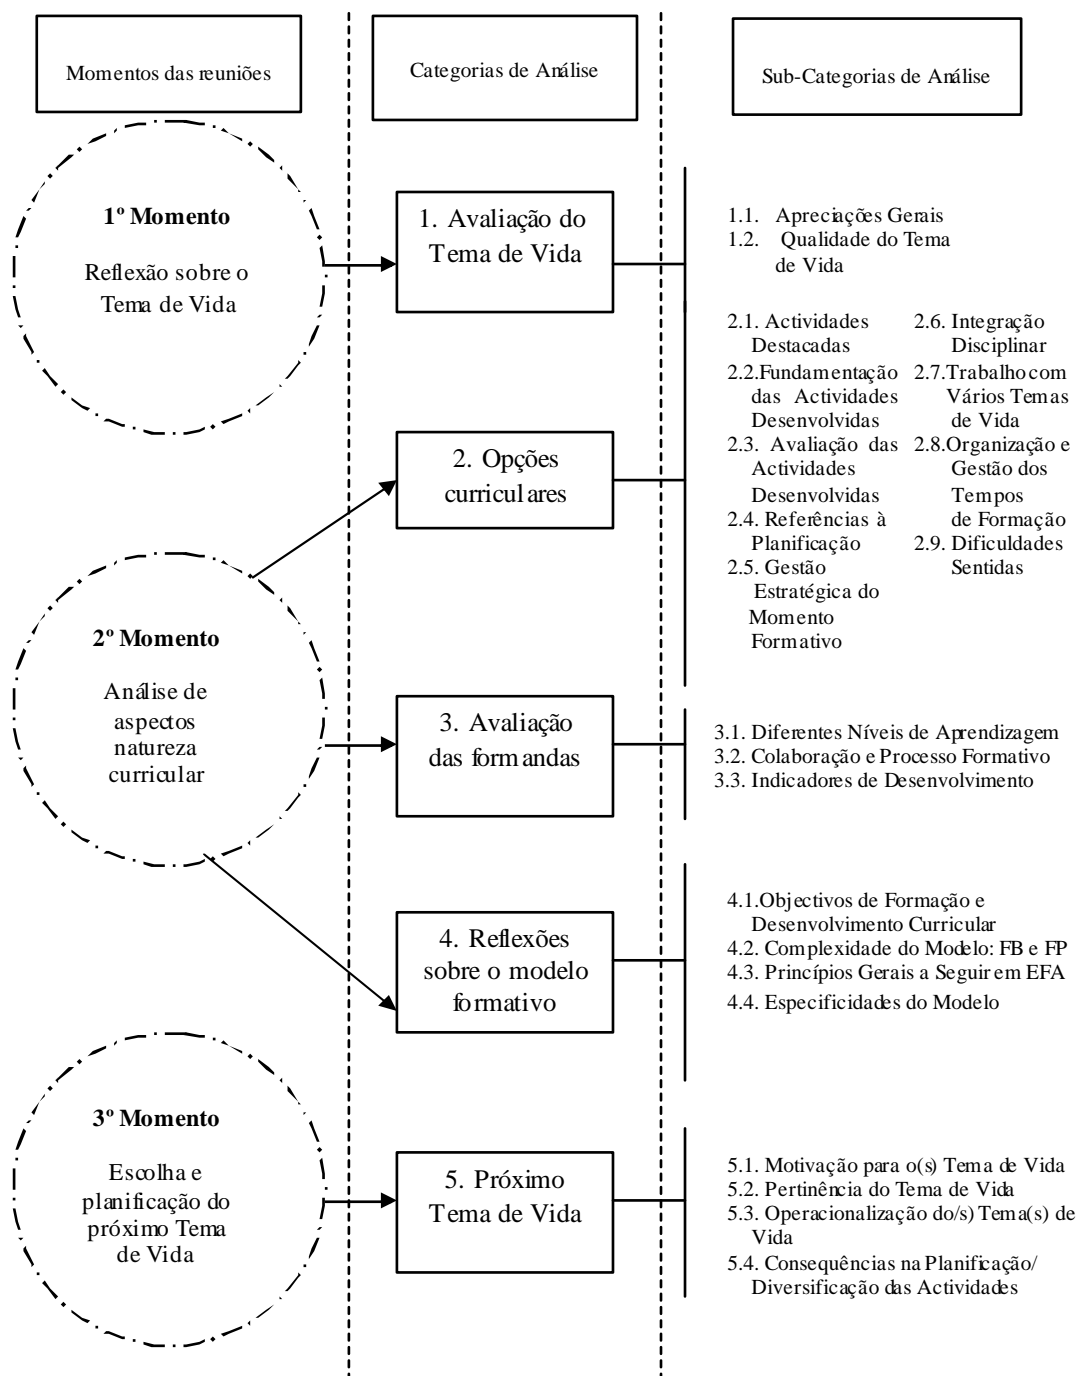 Momentos das reuniões
Categorias de Análise
Sub-Categorias de Análise
1º Momento
Reflexão sobre o
Tema de Vida
1. Avaliação do
Tema de Vida
1.1. Apreciações Gerais
1.2. Qualidade do Tema
de Vida
2º Momento
Análise de
aspectos
natureza
curricular
2. Opções
curriculares
2.1. Actividades
Destacadas
2.2.Fundamentação
das Actividades
Desenvolvidas
2.3. Avaliação das
Actividades
Desenvolvidas
2.4. Referências à
Planificação
2.5. Gestão
Estratégica do
Momento
Formativo
2.6. Integração
Disciplinar
2.7.Trabalho com
Vários Temas
de Vida
2.8.Organização e
Gestão dos
Tempos
de Formação
2.9. Dificuldades
Sentidas
3. Avaliação
das formandas
3.1. Diferentes Níveis de Aprendizagem
3.2. Colaboração e Processo Formativo
3.3. Indicadores de Desenvolvimento
4. Reflexões
sobre o modelo
formativo
4.1.Objectivos de Formação e
Desenvolvimento Curricular
4.2. Complexidade do Modelo: FB e FP
4.3. Princípios Gerais a Seguir em EFA
4.4. Especificidades do Modelo
3º Momento
Escolha e
planificação do
próximo Tema
de Vida
5. Próximo
Tema de Vida
5.1. Motivação para o(s) Tema de Vida
5.2. Pertinência do Tema de Vida
5.3. Operacionalização do/s) Tema(s) de
Vida
5.4. Consequências na Planificação/
Diversificação das Actividades